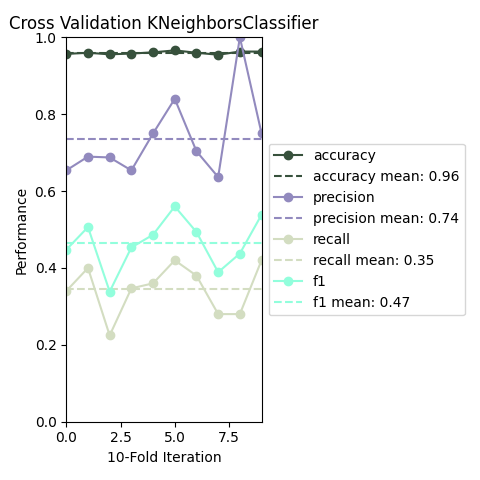 Cross Validation KNeighborsClassifier
Performance
1.0
0.8
0.6
0.4
0.2
0.0
0.0 2.5 5.0 7.5
10-Fold Iteration
accuracy
accuracy mean: 0.96
precision
precision mean: 0.74
recall
recall mean: 0.35
f1
f1 mean: 0.47